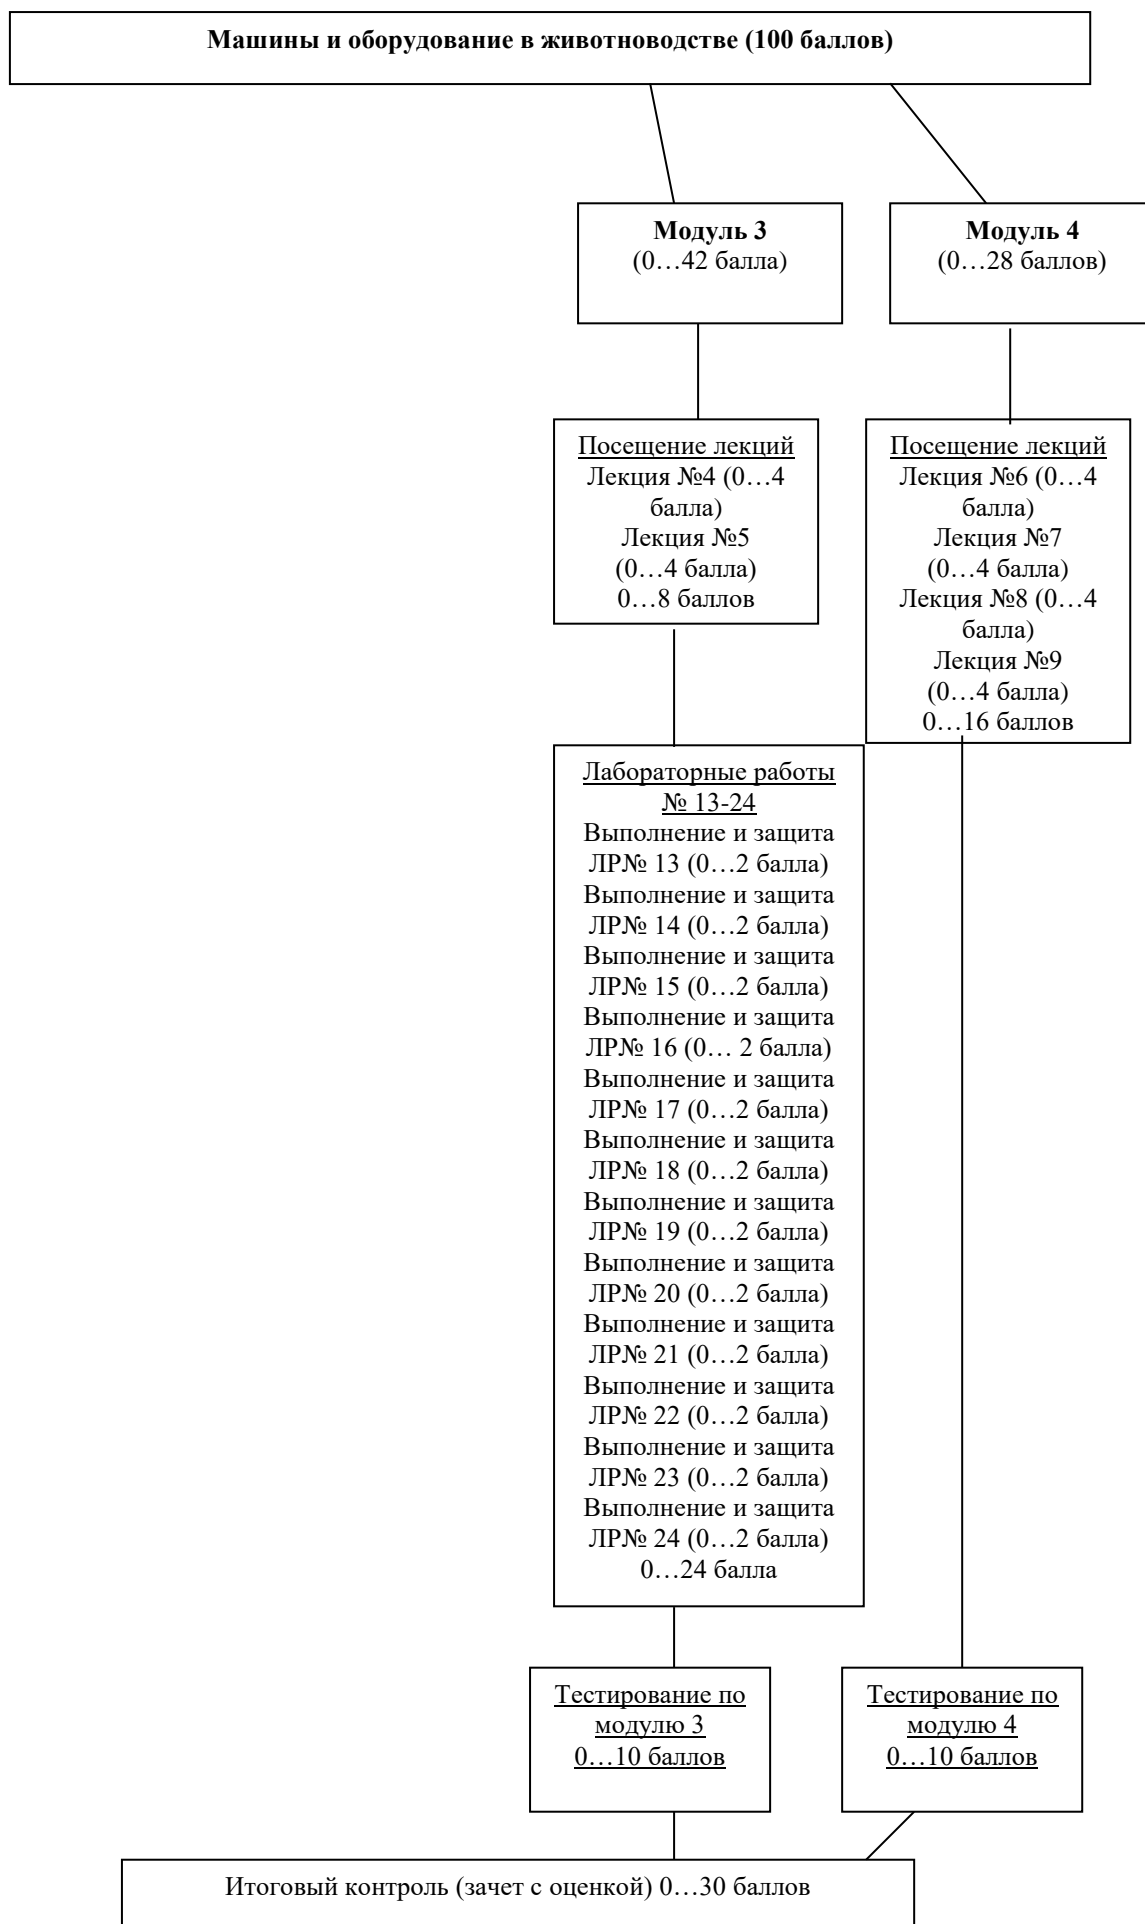 Машины и оборудование в животноводстве (100 баллов)
Модуль 3
(0…42 балла)
Модуль 4
(0…28 баллов)
Посещение лекций
Лекция №4 (0…4
балла)
Лекция №5
(0…4 балла)
0…8 баллов
Посещение лекций
Лекция №6 (0…4
балла)
Лекция №7
(0…4 балла)
Лекция №8 (0…4
балла)
Лекция №9
(0…4 балла)
0…16 баллов
Лабораторные работы
№ 13-24
Выполнение и защита
ЛР№ 13 (0…2 балла)
Выполнение и защита
ЛР№ 14 (0…2 балла)
Выполнение и защита
ЛР№ 15 (0…2 балла)
Выполнение и защита
ЛР№ 16 (0… 2 балла)
Выполнение и защита
ЛР№ 17 (0…2 балла)
Выполнение и защита
ЛР№ 18 (0…2 балла)
Выполнение и защита
ЛР№ 19 (0…2 балла)
Выполнение и защита
ЛР№ 20 (0…2 балла)
Выполнение и защита
ЛР№ 21 (0…2 балла)
Выполнение и защита
ЛР№ 22 (0…2 балла)
Выполнение и защита
ЛР№ 23 (0…2 балла)
Выполнение и защита
ЛР№ 24 (0…2 балла)
0…24 балла
Тестирование по
модулю 3
0…10 баллов
Тестирование по
модулю 4
0…10 баллов
Итоговый контроль (зачет с оценкой) 0…30 баллов